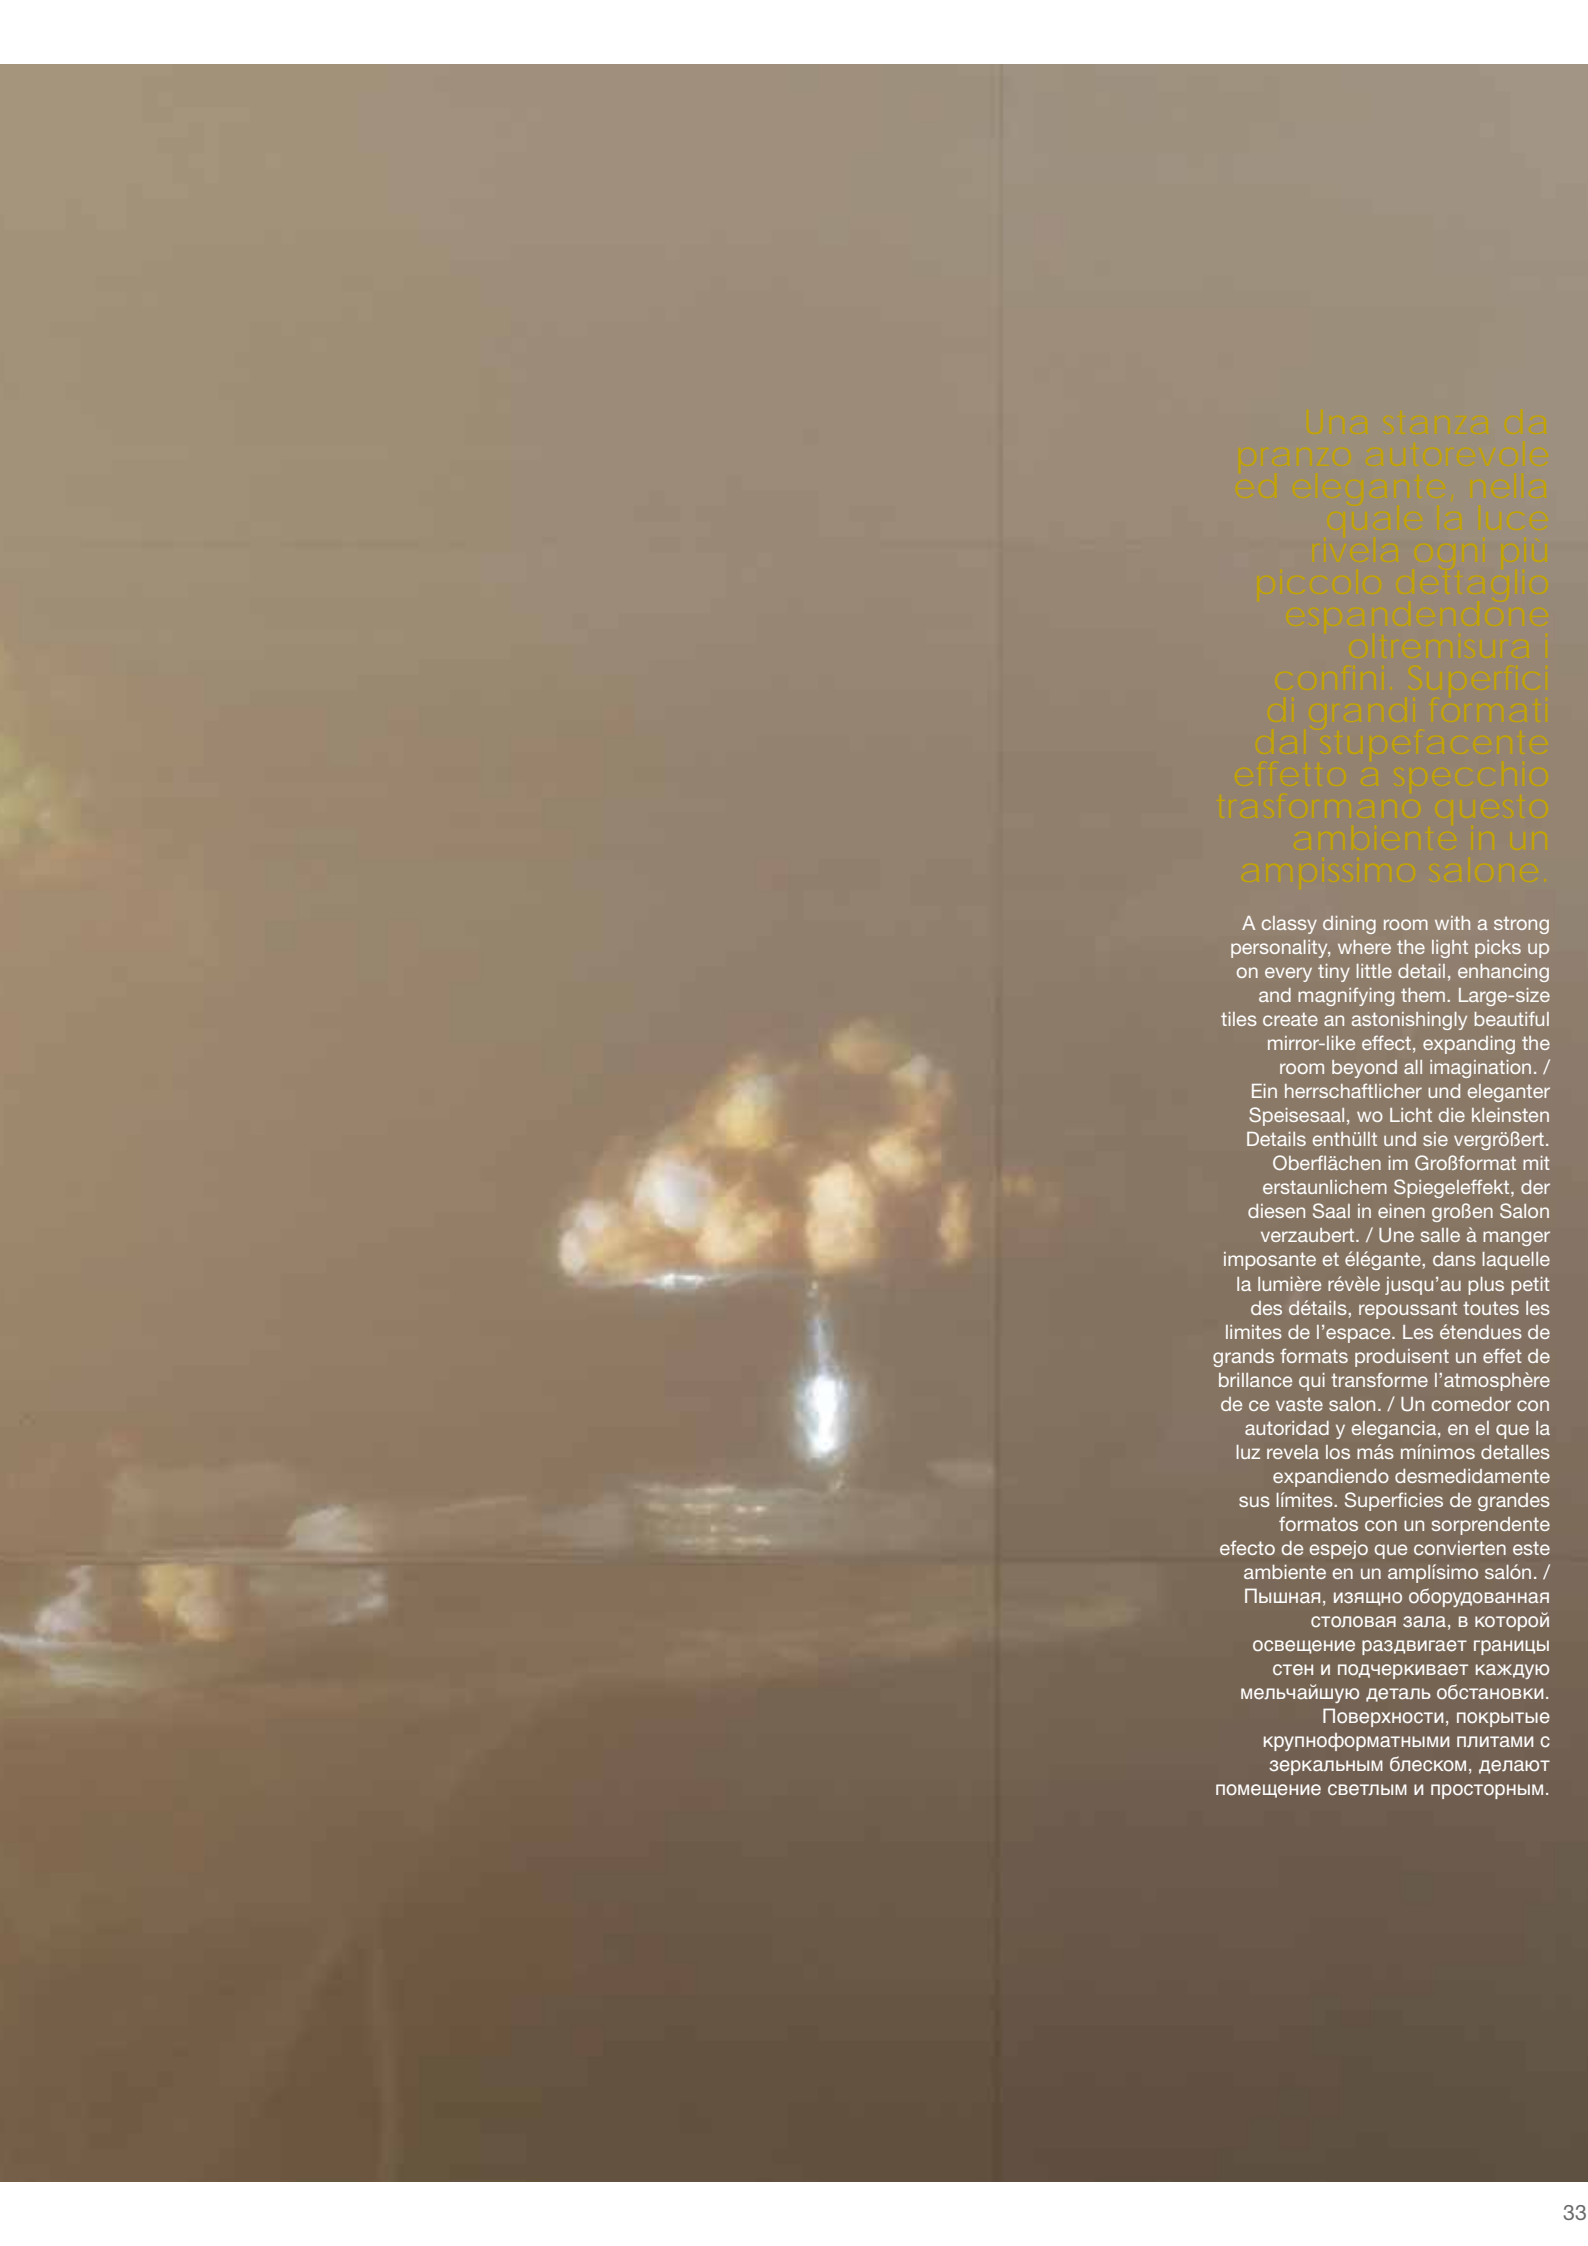 Una stanza da
pranzo autorevole
ed elegante, nella
quale la luce
rivela ogni più
piccolo dettaglio
espandendone
oltremisura i
confini. Superfici
di grandi formati
dal stupefacente
effetto a specchio
trasformano questo
ambiente in un
ampissimo salone.
A classy dining room with a strong
personality, where the light picks up
on every tiny little detail, enhancing
and magnifying them. Large-size
tiles create an astonishingly beautiful
mirror-like effect, expanding the
room beyond all imagination. /
Ein herrschaftlicher und eleganter
Speisesaal, wo Licht die kleinsten
Details enthüllt und sie vergrößert.
Oberflächen im Großformat mit
erstaunlichem Spiegeleffekt, der
diesen Saal in einen großen Salon
verzaubert. / Une salle à manger
imposante et élégante, dans laquelle
la lumière révèle jusqu’au plus petit
des détails, repoussant toutes les
limites de l’espace. Les étendues de
grands formats produisent un effet de
brillance qui transforme l’atmosphère
de ce vaste salon. / Un comedor con
autoridad y elegancia, en el que la
luz revela los más mínimos detalles
expandiendo desmedidamente
sus límites. Superficies de grandes
formatos con un sorprendente
efecto de espejo que convierten este
ambiente en un amplísimo salón. /
Пышная, изящно оборудованная
столовая зала, в которой
освещение раздвигает границы
стен и подчеркивает каждую
мельчайшую деталь обстановки.
Поверхности, покрытые
крупноформатными плитами с
зеркальным блеском, делают
помещение светлым и просторным.
33